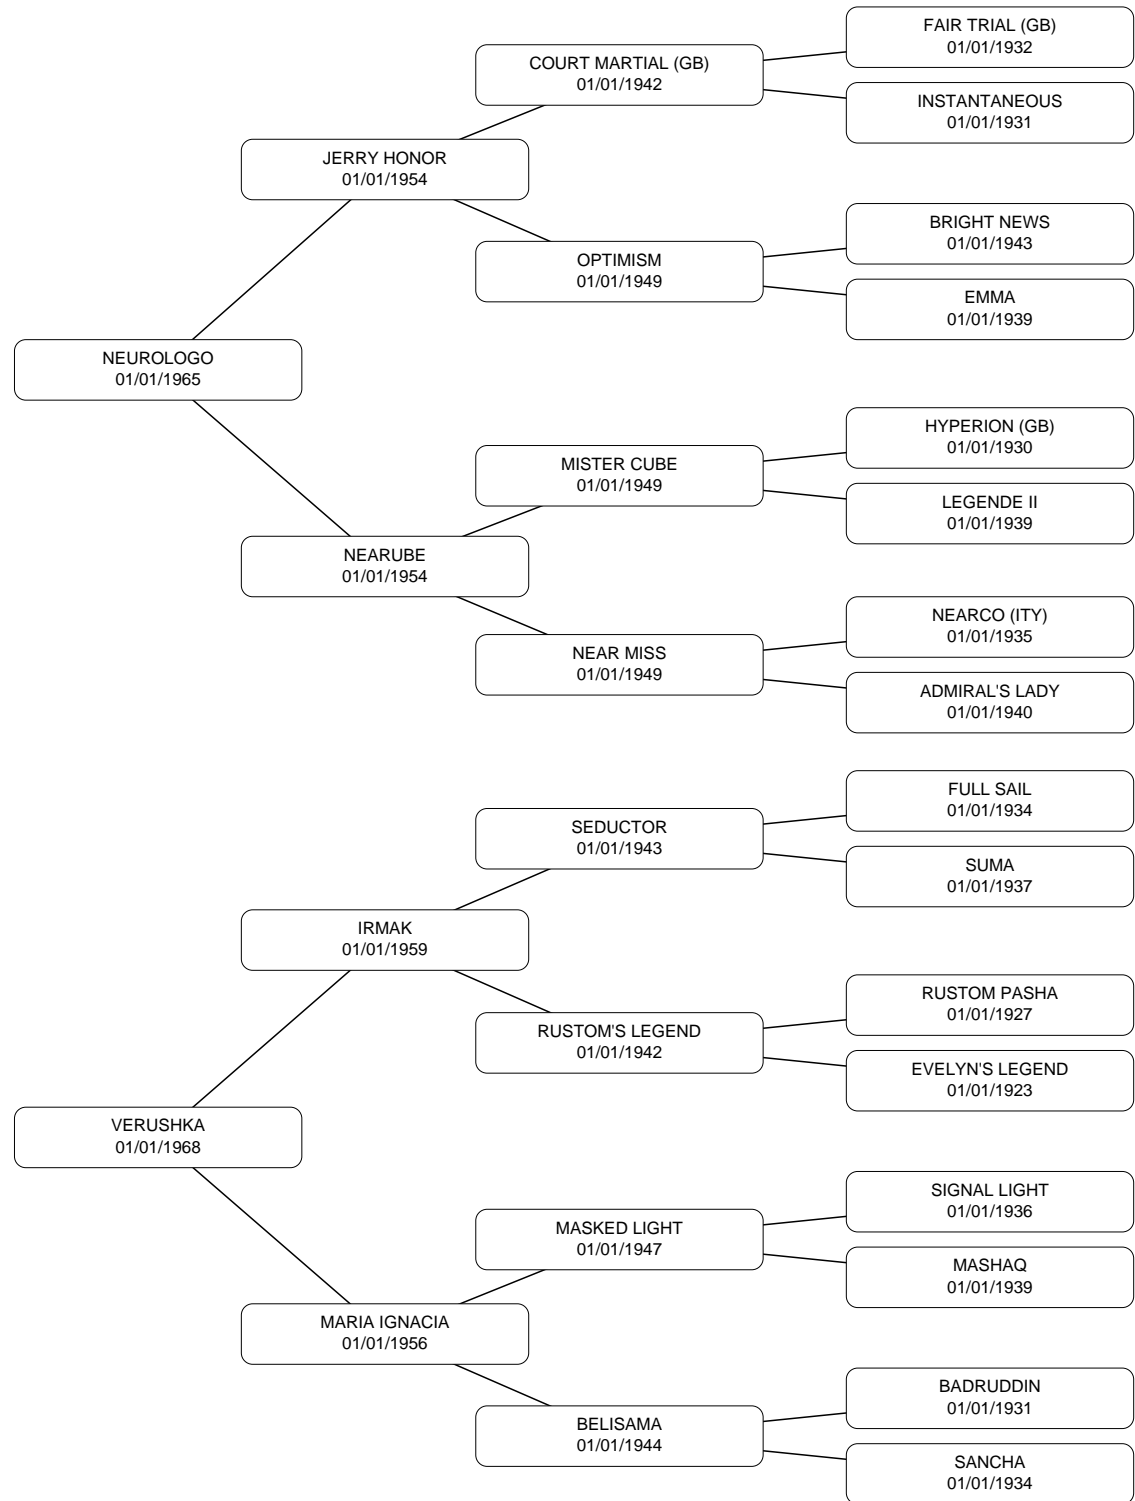 FAIR TRIAL (GB)
01/01/1932
COURT MARTIAL (GB)
01/01/1942
INSTANTANEOUS
01/01/1931
JERRY HONOR
01/01/1954
BRIGHT NEWS
01/01/1943
OPTIMISM
01/01/1949
EMMA
01/01/1939
NEUROLOGO
01/01/1965
HYPERION (GB)
01/01/1930
MISTER CUBE
01/01/1949
LEGENDE II
01/01/1939
NEARUBE
01/01/1954
NEARCO (ITY)
01/01/1935
NEAR MISS
01/01/1949
ADMIRAL'S LADY
01/01/1940
FULL SAIL
01/01/1934
SEDUCTOR
01/01/1943
SUMA
01/01/1937
IRMAK
01/01/1959
RUSTOM PASHA
01/01/1927
RUSTOM'S LEGEND
01/01/1942
EVELYN'S LEGEND
01/01/1923
VERUSHKA
01/01/1968
SIGNAL LIGHT
01/01/1936
MASKED LIGHT
01/01/1947
MASHAQ
01/01/1939
MARIA IGNACIA
01/01/1956
BADRUDDIN
01/01/1931
BELISAMA
01/01/1944
SANCHA
01/01/1934